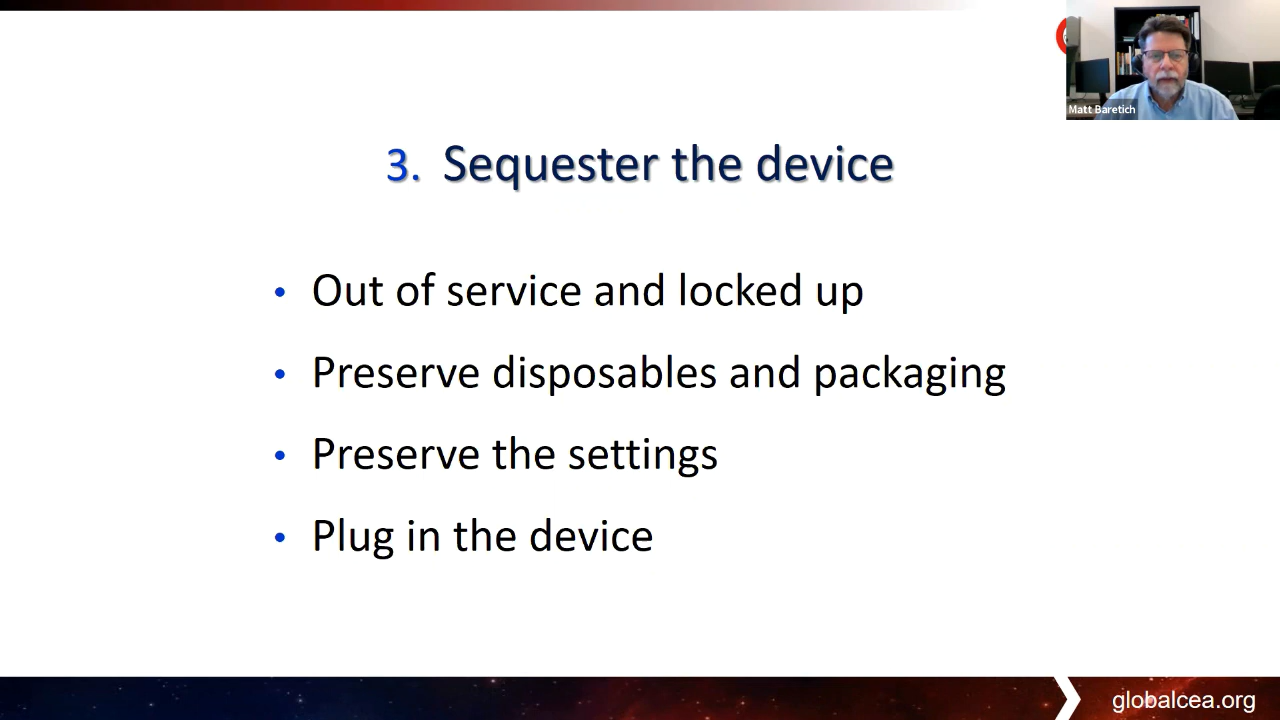 Matt Baretich
3. Sequester the device
• Out of service and locked up
• Preserve disposables and packaging
• Preserve the settings
• Plug in the device
globalcea.org